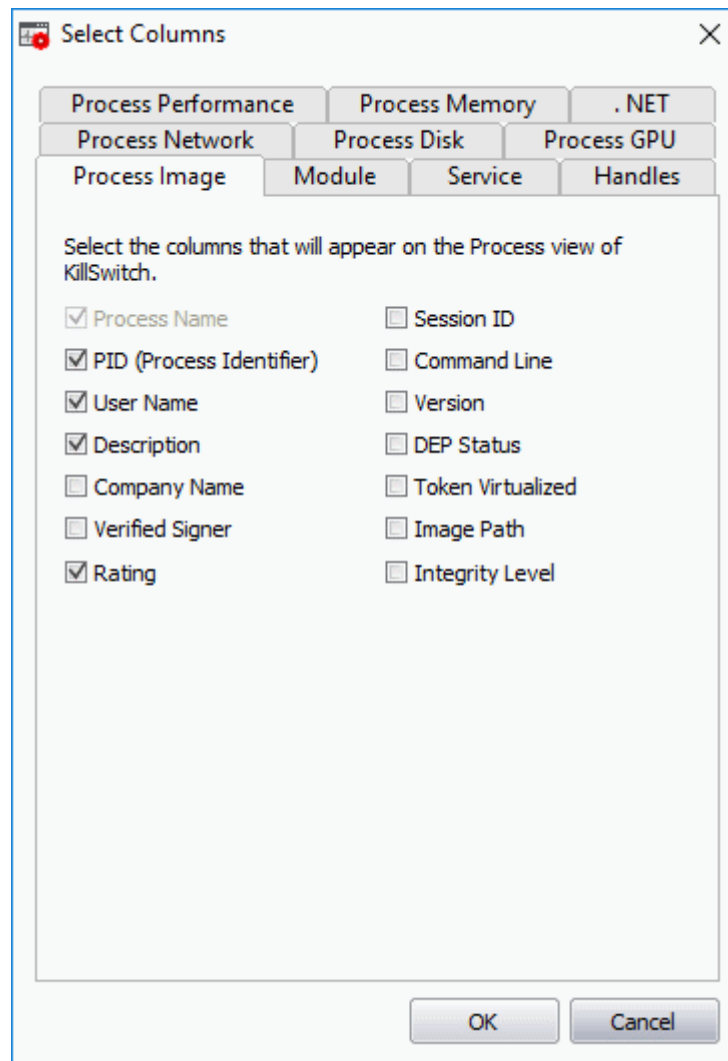 Select Columns
Process Performance Process Memory . NET
Process Network Process Disk Process GPU
Process Image Module Service Handles
Select the columns that will appear on the Process view of
KillSwitch.
Process Name Session ID
PID (Process Identifier) Command Line
User Name Version
Description DEP Status
Company Name Token Virtualized
Verified Signer Image Path
Rating Integrity Level
OK Cancel